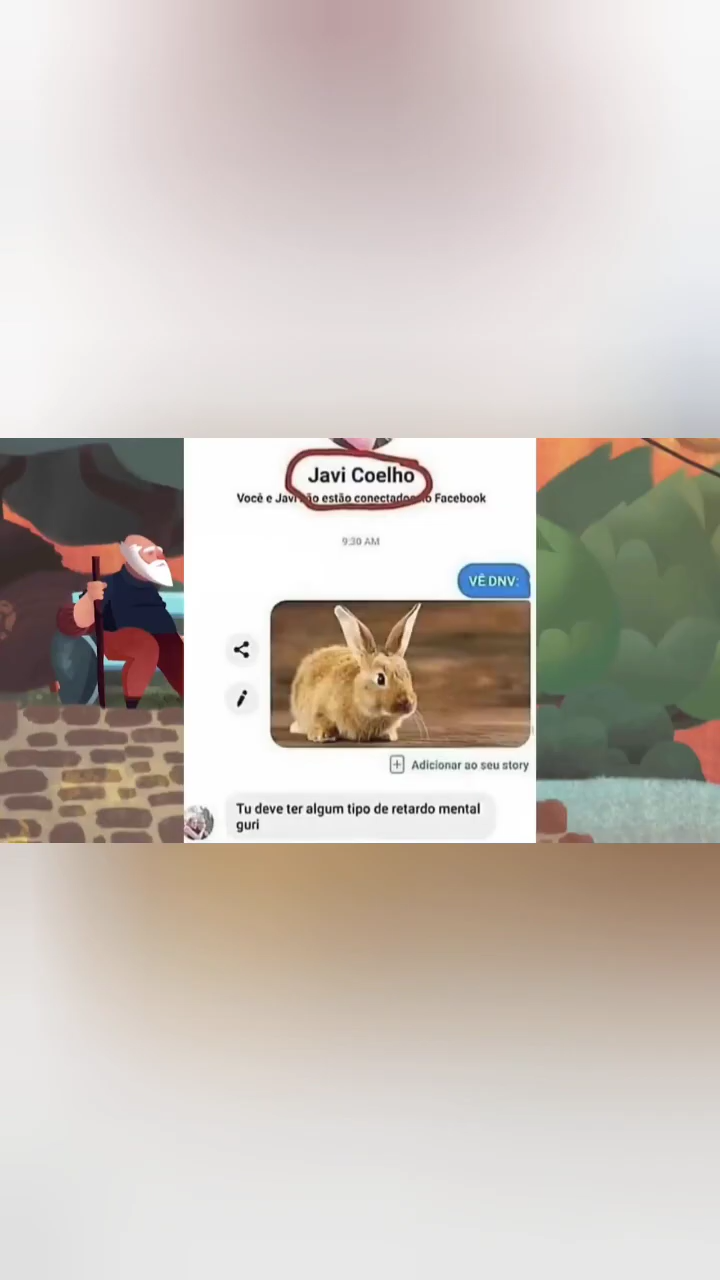 Javi Coelho
Você e Javi não estão conectados no Facebook
9:30 AM
VÊ DNV:
Adicionar ao seu story
Tu deve ter algum tipo de retardo mental
guri